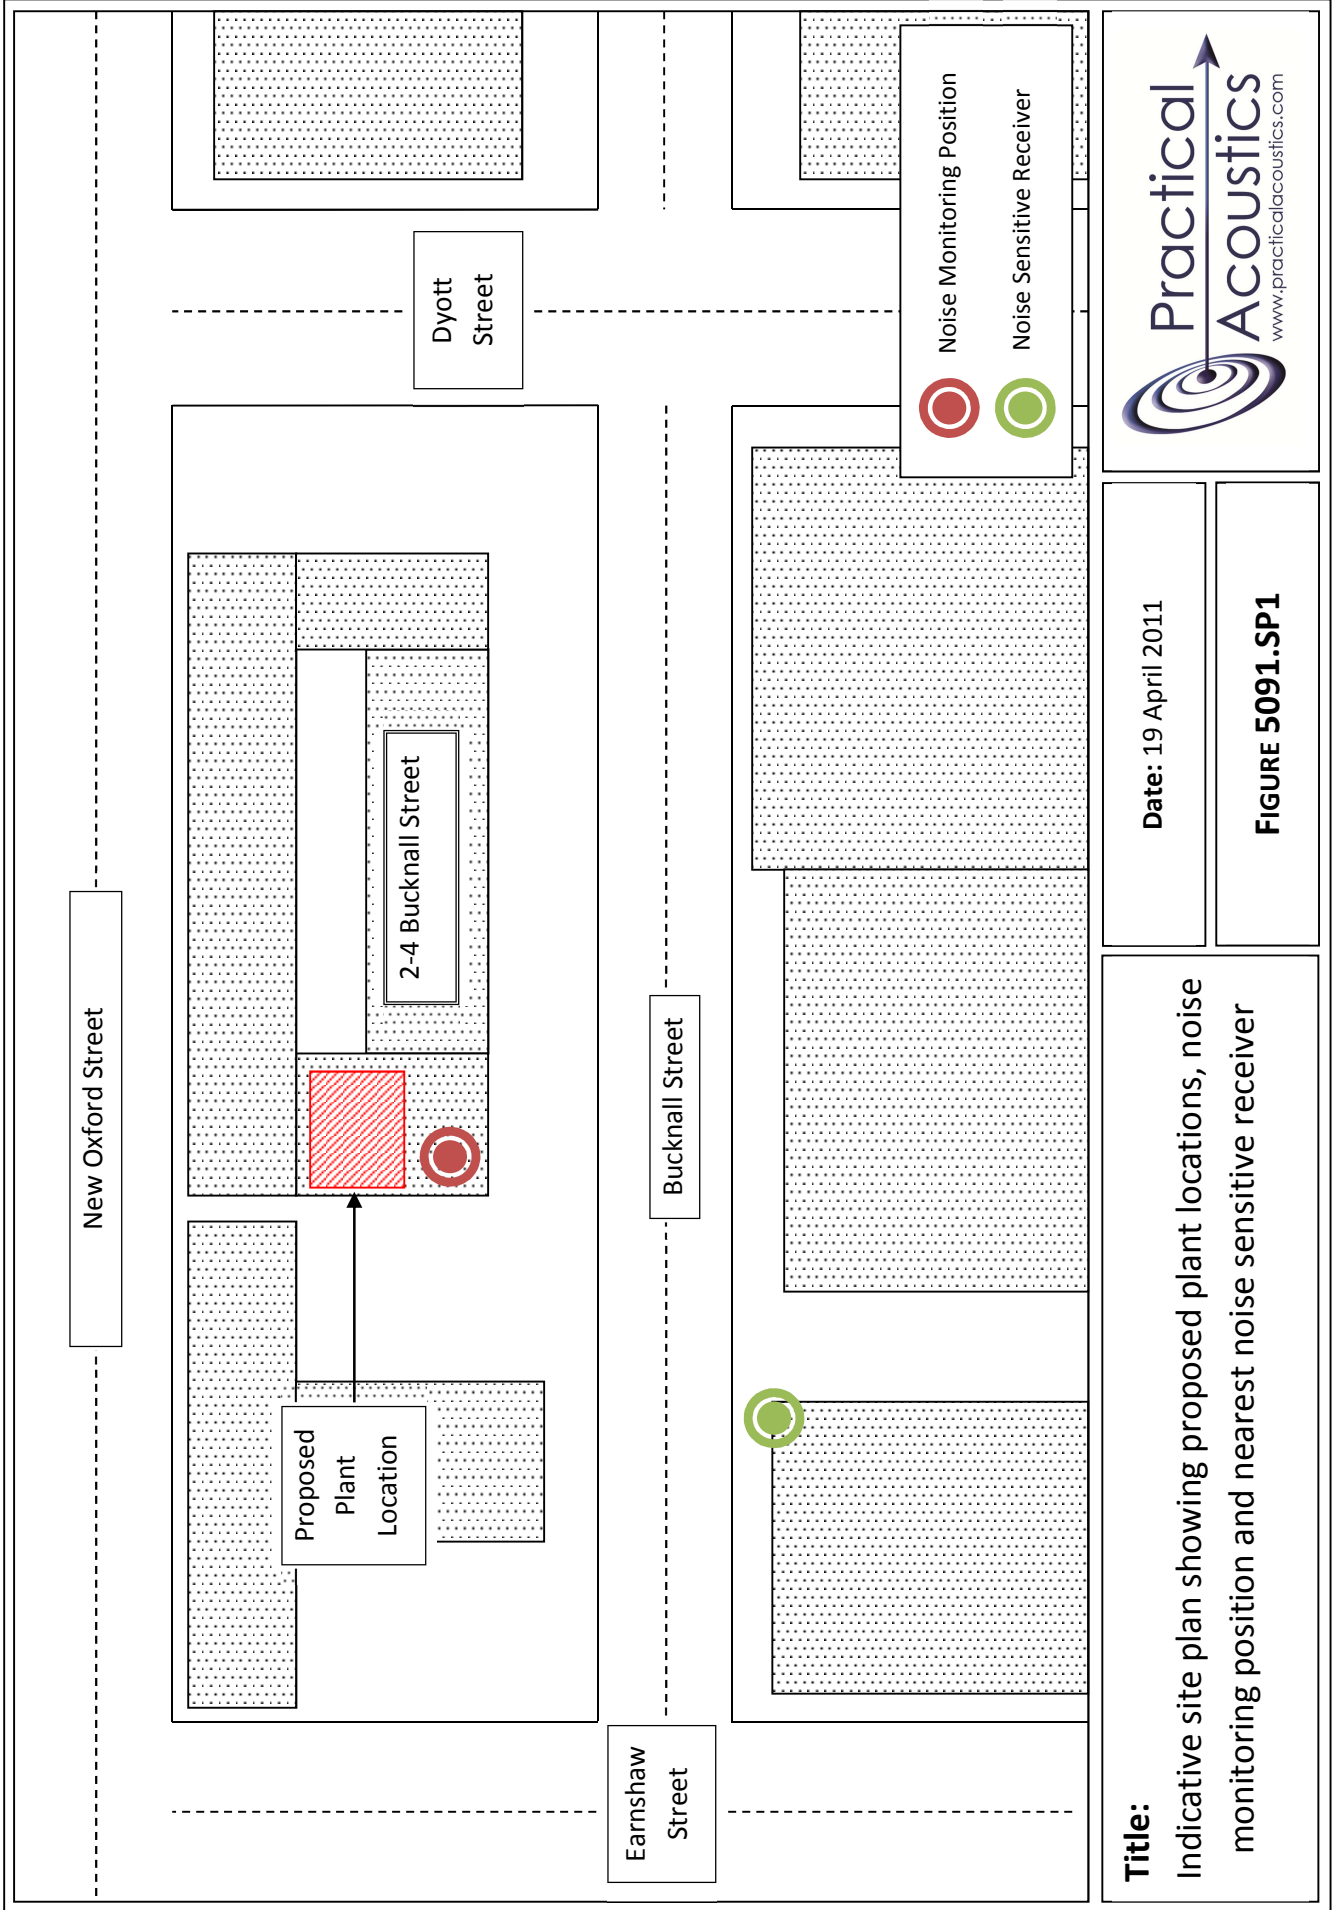 New Oxford Street
Dyott
Street
2-4 Bucknall Street
Proposed
Plant
Location
Bucknall Street
Earnshaw
Street
Noise Monitoring Position
Noise Sensitive Receiver
Title:
Indicative site plan showing proposed plant locations, noise
monitoring position and nearest noise sensitive receiver
Date: 19 April 2011
FIGURE 5091.SP1
Practical
Acoustics
www.practicalacoustics.com